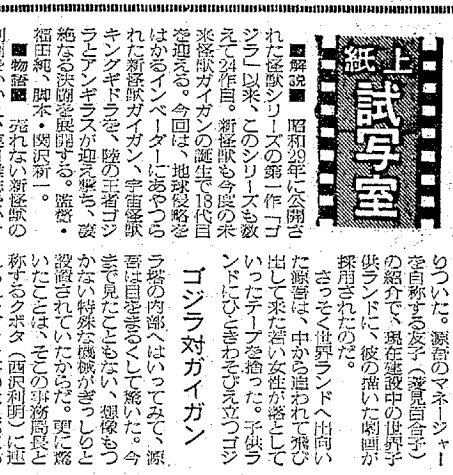 紙上
試写室
■解説■　昭和29年に公開さ
れた怪獣シリーズの第一作「ゴ
ジラ」以来、このシリーズも数
えて24作目。新怪獣も今度の未
来怪獣ガイガンの誕生で18代目
を迎える。今回は、地球侵略を
はかるインベーダーにあやつら
れた新怪獣ガイガン、宇宙怪獣
キングギドラを、陸の王者ゴジ
ラとアンギラスが迎え撃ち、凄
絶なる決闘を展開する。監督・
福田純、脚本・関沢新一。
■物語■　売れない新怪獣の
りついた。源吾のマネージャー
を自称する友子（菱見百合子）
の紹介で、現在建設中の世界子
供ランドに、彼の描いた劇画が
採用されたのだ。
さっそく世界ランドへ出向い
た源吾は、中から追われて飛び
出して来た若い女性が落として
いったテープを拾った。子供ラ
ンドにひときわそびえ立つゴジ
ゴジラ対ガイガン
ラ塔の内部へはいってみて、源
吾は目をまるくして驚いた。今
まで見たこともない、想像もつ
かない特殊な機械がぎっしりと
設置されていたからだ。更に驚
いたことは、そこの事務局長と
称するクボタ（西沢利明）に連